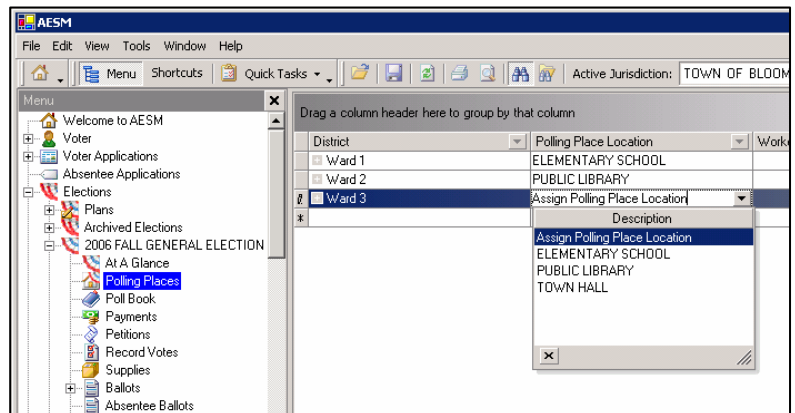 AESM
File Edit View Tools Window Help
Menu Shortcuts Quick Tasks Active Jurisdiction: TOWN OF BLOOM
Menu
Welcome to AESM
Voter
Voter Applications
Absentee Applications
Elections
Plans
Archived Elections
2006 FALL GENERAL ELECTION
At A Glance
Polling Places
Poll Book
Payments
Petitions
Record Votes
Supplies
Ballots
Absentee Ballots
Drag a column header here to group by that column
District Polling Place Location Worke
Ward 1 ELEMENTARY SCHOOL
Ward 2 PUBLIC LIBRARY
Ward 3 Assign Polling Place Location
*
Description
Assign Polling Place Location
ELEMENTARY SCHOOL
PUBLIC LIBRARY
TOWN HALL